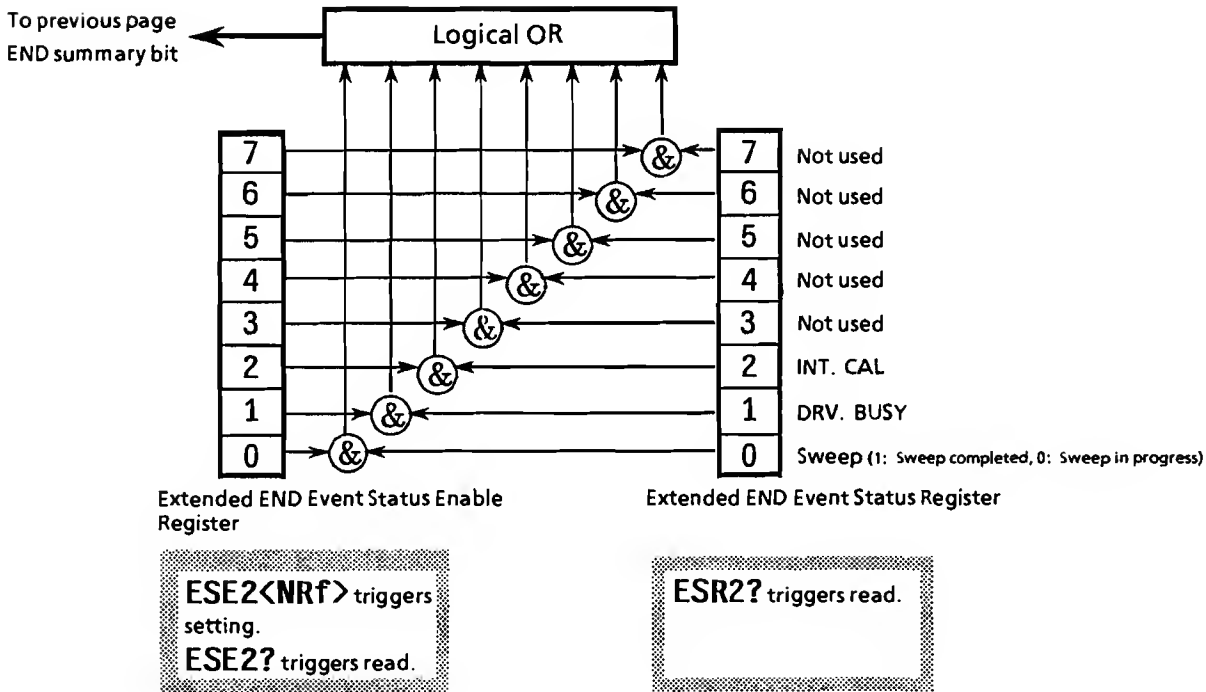 To previous page
END summary bit
Logical OR
7 & 7 Not used
6 & 6 Not used
5 & 5 Not used
4 & 4 Not used
3 & 3 Not used
2 & 2 INT. CAL
1 & 1 DRV. BUSY
0 & 0 Sweep (1: Sweep completed, 0: Sweep in progress)
Extended END Event Status Enable
Register
Extended END Event Status Register
ESE2<NRf> triggers
setting.
ESE2? triggers read.
ESR2? triggers read.